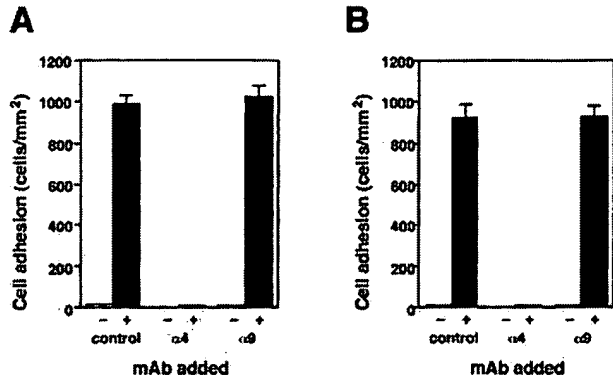 A
Cell adhesion (cells/mm²)
1200
1000
800
600
400
200
0
− + − + − +
control α4 α9
mAb added
B
Cell adhesion (cells/mm²)
1200
1000
800
600
400
200
0
− + − + − +
control α4 α9
mAb added